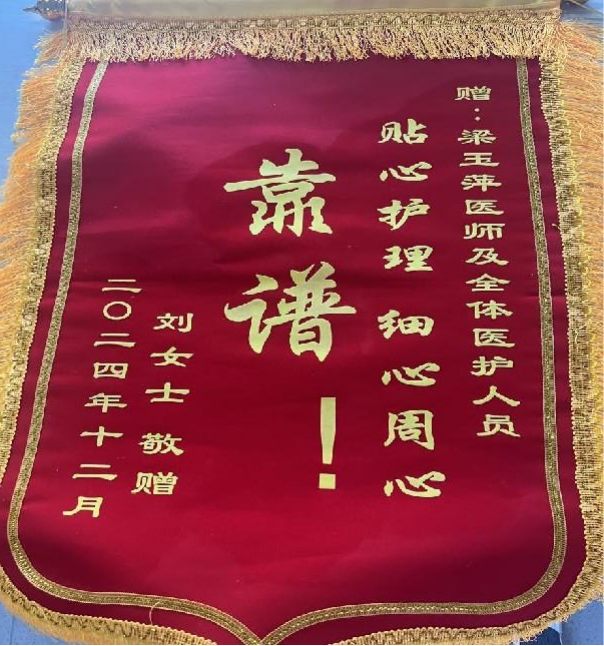 赠：梁玉萍医师及全体医护人员
贴心护理 细心周心
靠谱！
刘女士 敬赠
二〇二四年十二月